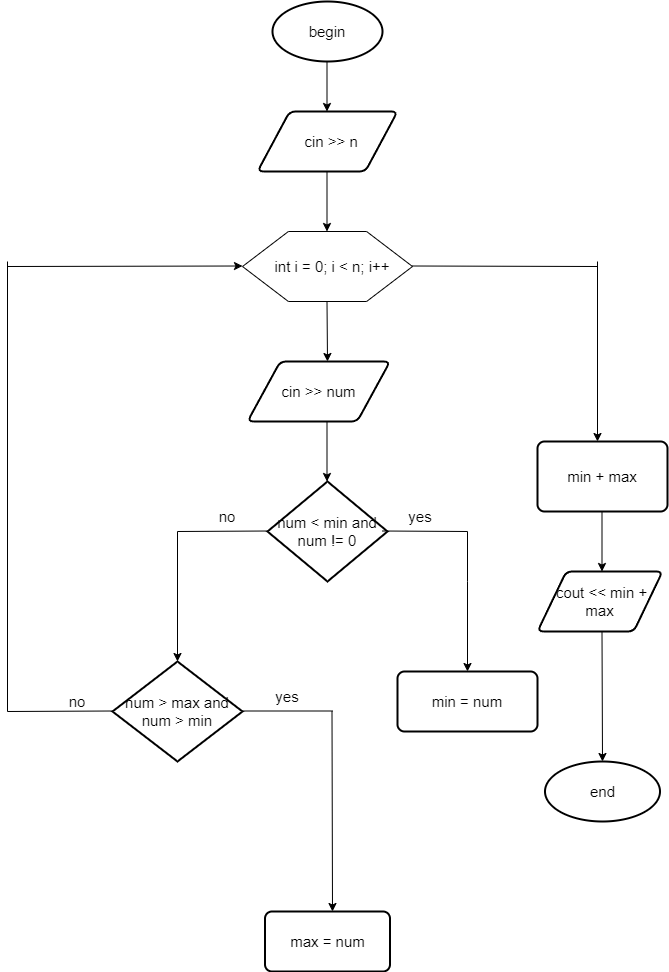 begin
cin >> n
int i = 0; i < n; i++
cin >> num
min + max
no
num < min and
num != 0
yes
cout << min +
max
no
num > max and
num > min
yes
min = num
end
max = num